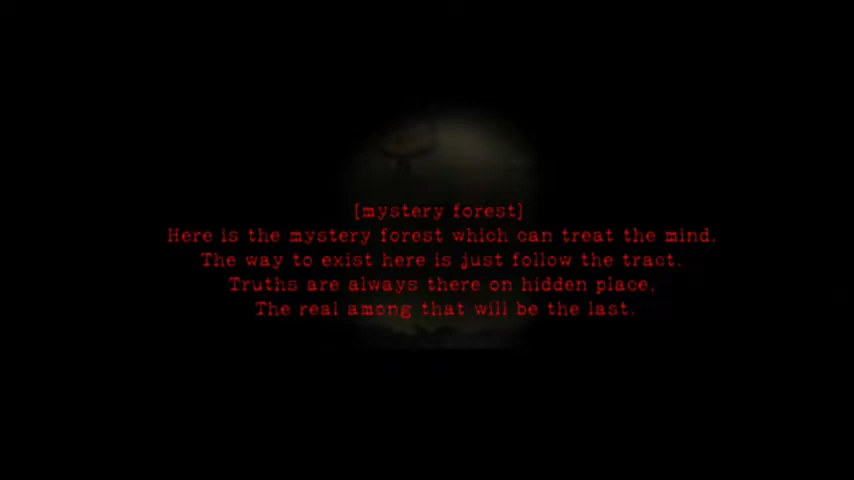 [mystery forest]
Here is the mystery forest which can treat the mind.
The way to exist here is just follow the tract.
Truths are always there on hidden place.
The real among that will be the last.